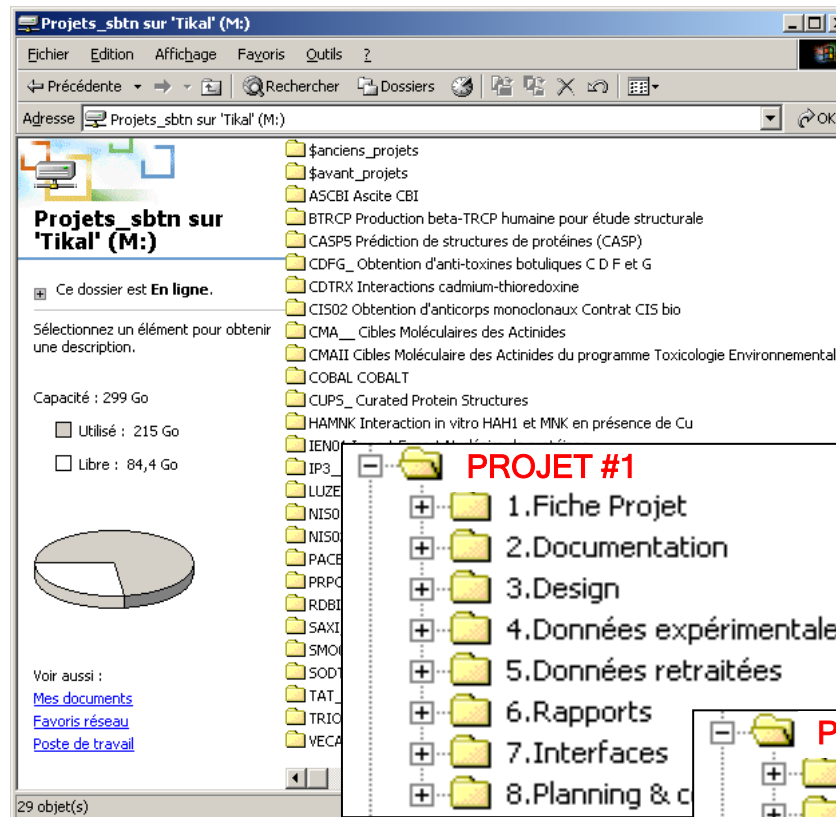 Projets_sbtn sur 'Tikal' (M:)
Fichier Edition Affichage Favoris Outils ?
Précédente Rechercher Dossiers
Adresse Projets_sbtn sur 'Tikal' (M:) OK
Projets_sbtn sur
'Tikal' (M:)
Ce dossier est En ligne.
Sélectionnez un élément pour obtenir
une description.
Capacité : 299 Go
Utilisé : 215 Go
Libre : 84,4 Go
Voir aussi :
Mes documents
Favoris réseau
Poste de travail
$anciens_projets
$avant_projets
ASCBI Ascite CBI
BTRCP Production beta-TRCP humaine pour étude structurale
CASP5 Prédiction de structures de protéines (CASP)
CDFG_ Obtention d'anti-toxines botuliques C D F et G
CDTRX Interactions cadmium-thioredoxine
CIS02 Obtention d'anticorps monoclonaux Contrat CIS bio
CMA__ Cibles Moléculaires des Actinides
CMAII Cibles Moléculaire des Actinides du programme Toxicologie Environnemental
COBAL COBALT
CUPS_ Curated Protein Structures
HAMNK Interaction in vitro HAH1 et MNK en présence de Cu
IP3_
LUZE
NIS0
NIS0
PACE
PRPC
RDBI
SAXI
SMO
SODT
TAT_
TRIO
VECA
PROJET #1
1.Fiche Projet
2.Documentation
3.Design
4.Données expérimentale
5.Données retraitées
6.Rapports
7.Interfaces
8.Planning & c
P
29 objet(s)